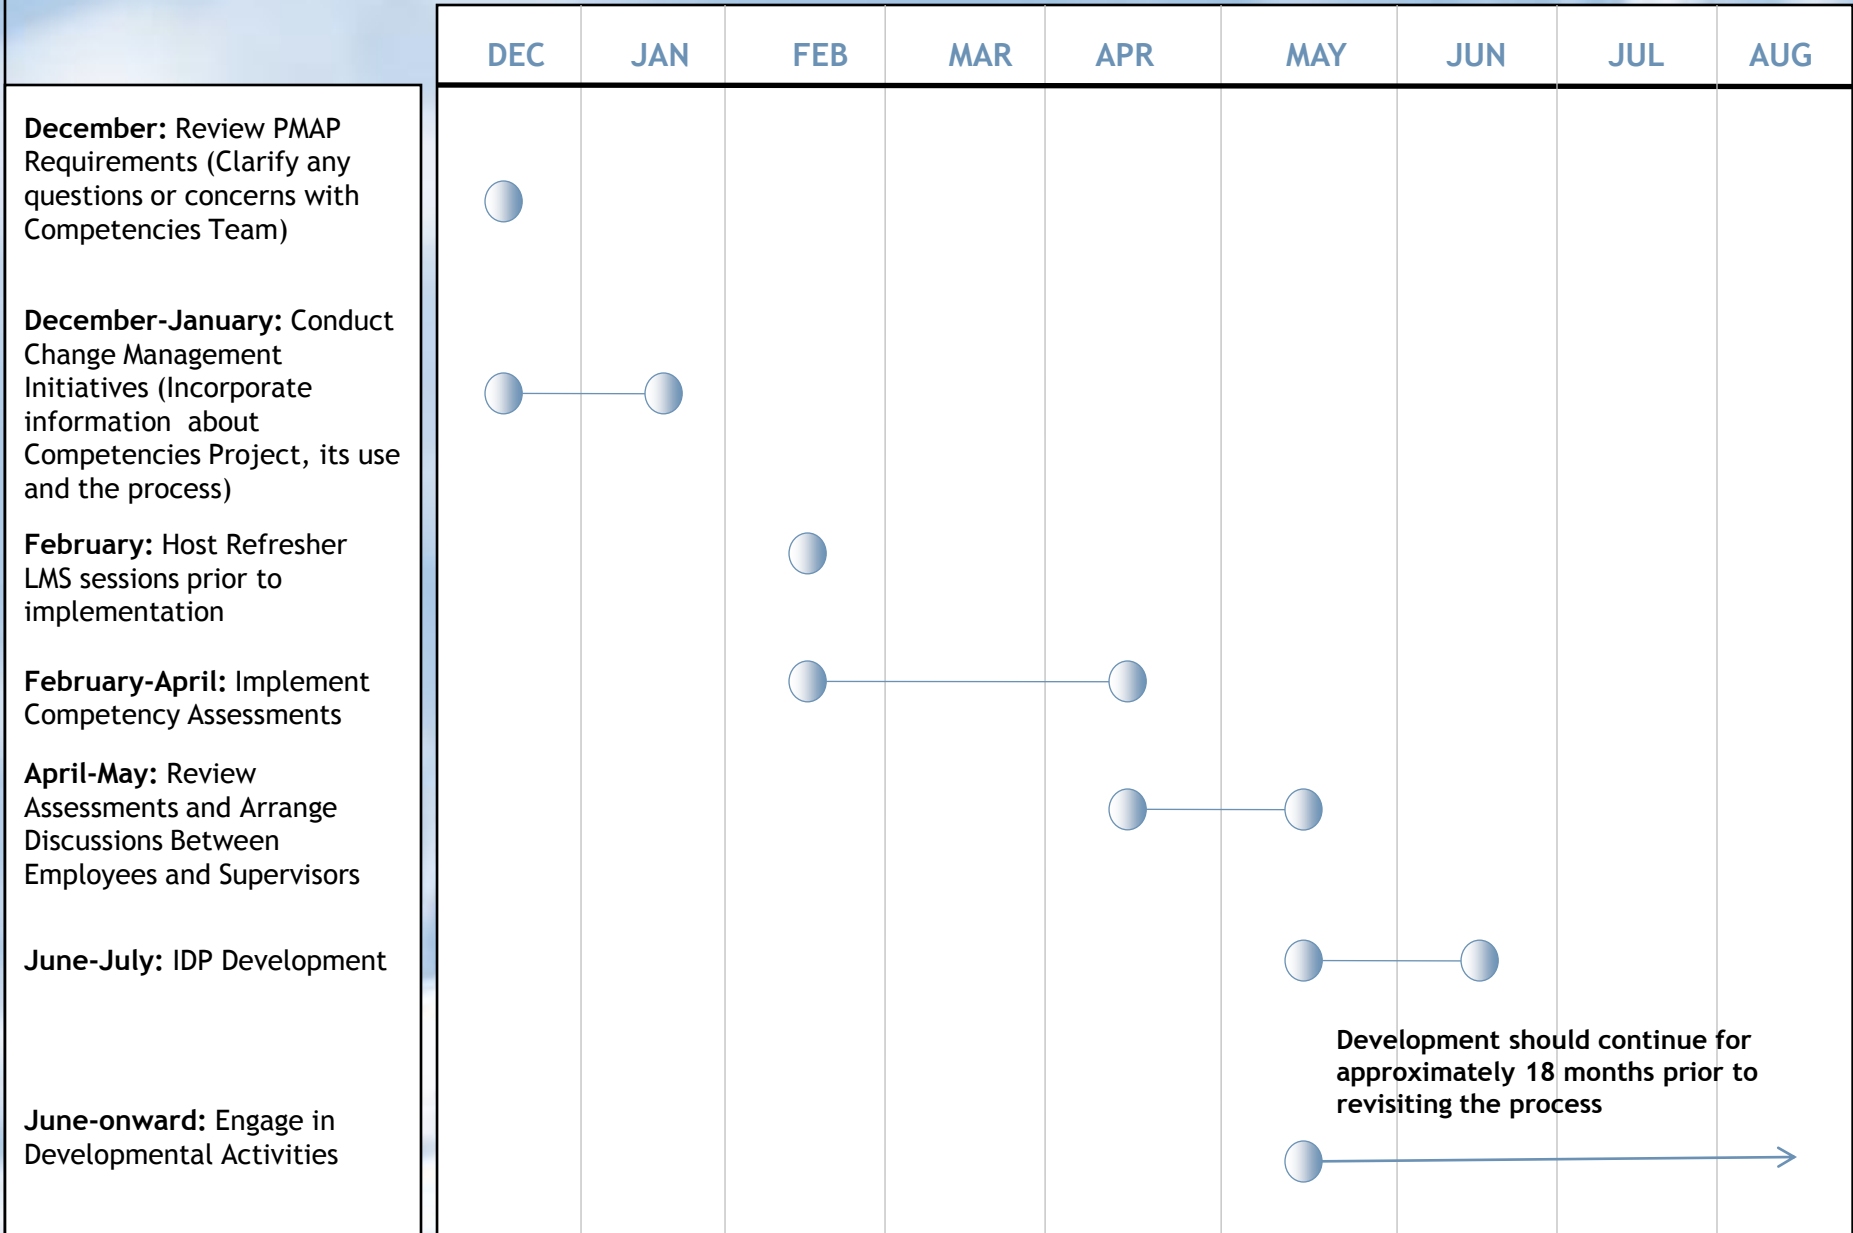 DEC JAN FEB MAR APR MAY JUN JUL AUG
December: Review PMAP
Requirements (Clarify any
questions or concerns with
Competencies Team)
December-January: Conduct
Change Management
Initiatives (Incorporate
information  about
Competencies Project, its use
and the process)
February: Host Refresher
LMS sessions prior to
implementation
February-April: Implement
Competency Assessments
April-May: Review
Assessments and Arrange
Discussions Between
Employees and Supervisors
June-July: IDP Development
Development should continue for
approximately 18 months prior to
revisiting the process
June-onward: Engage in
Developmental Activities